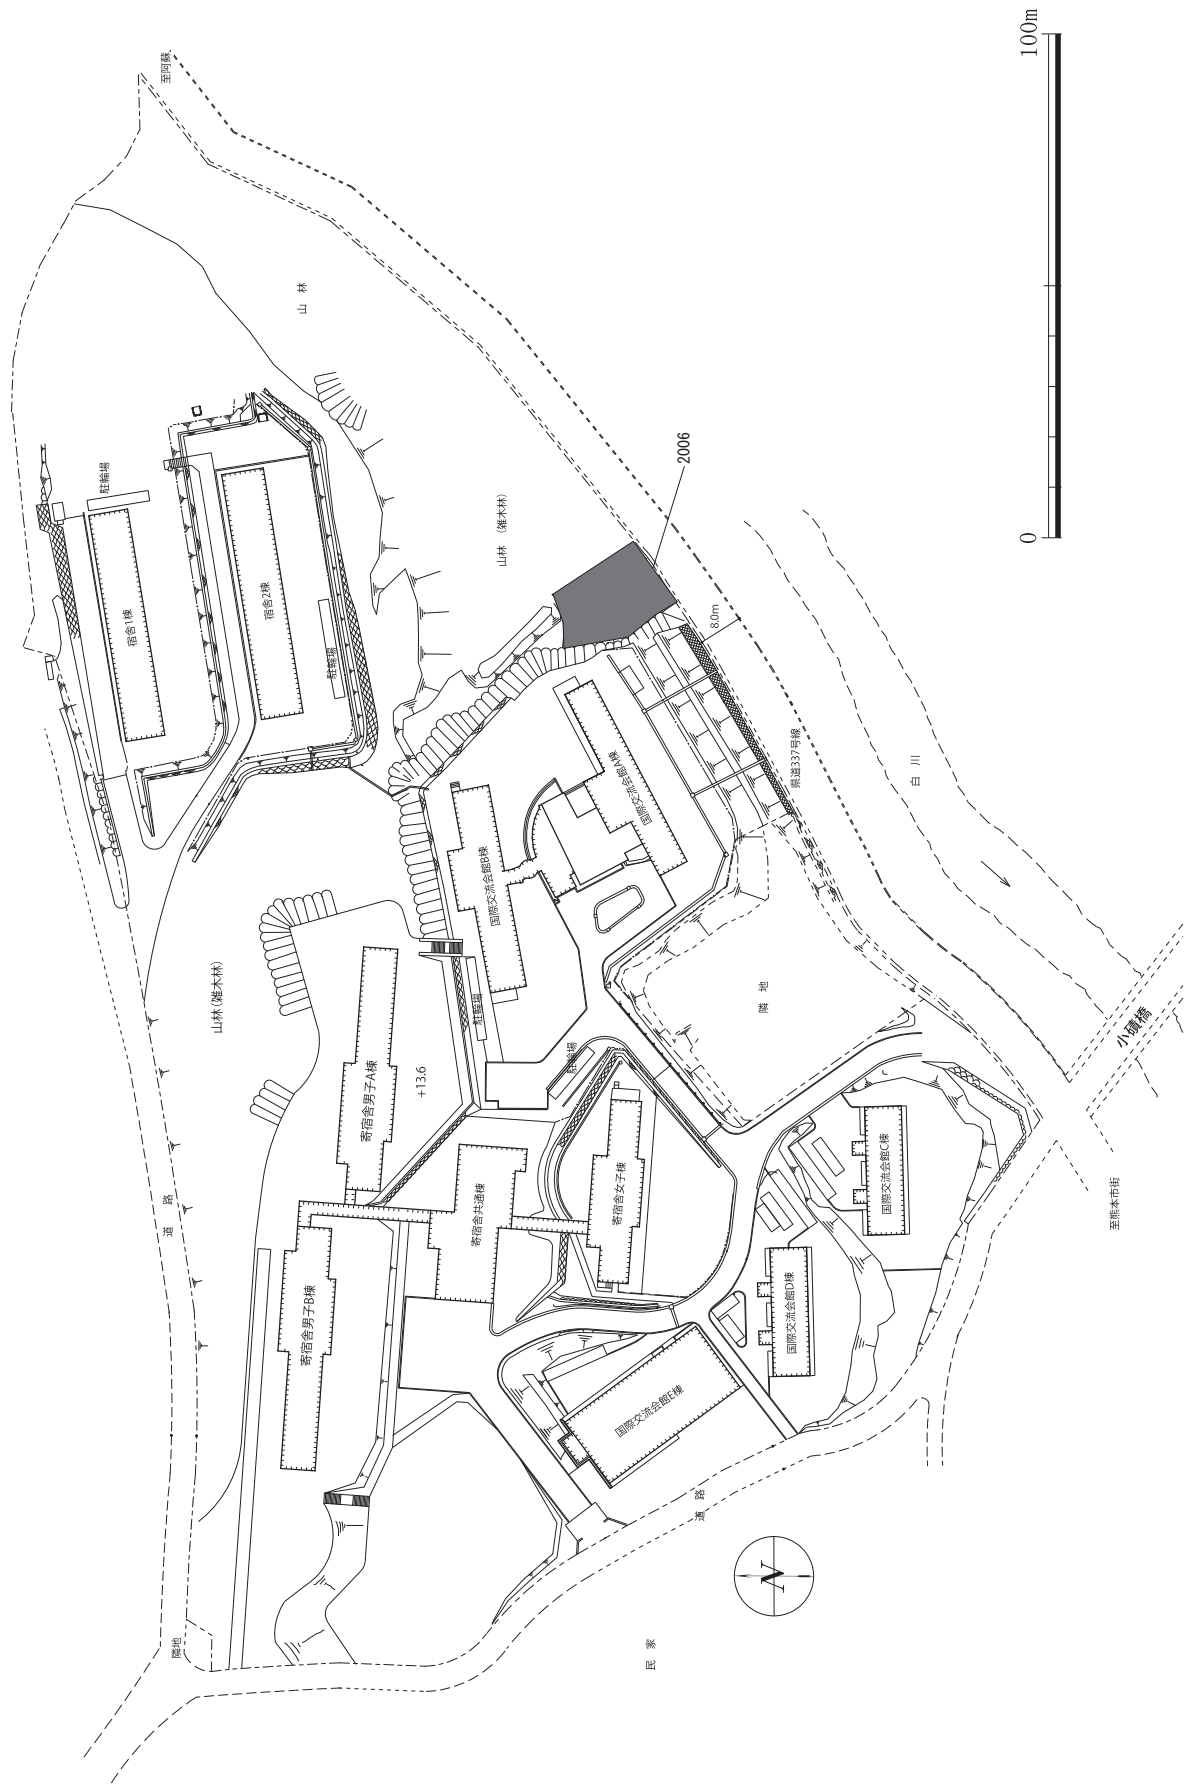 100m
0
至阿蘇
山 林
駐輪場
宿舎1棟
宿舎2棟
駐輪場
山林 (雑木林)
2006
8.0m
県道337号線
白 川
国際交流会館A棟
国際交流会館B棟
山林(雑木林)
駐輪場
駐輪場
隣 地
小磧橋
寄宿舎男子A棟
+13.6
寄宿舎共通棟
寄宿舎女子棟
国際交流会館C棟
至熊本市街
道 路
寄宿舎男子B棟
国際交流会館D棟
国際交流会館E棟
道 路
N
隣地
民 家